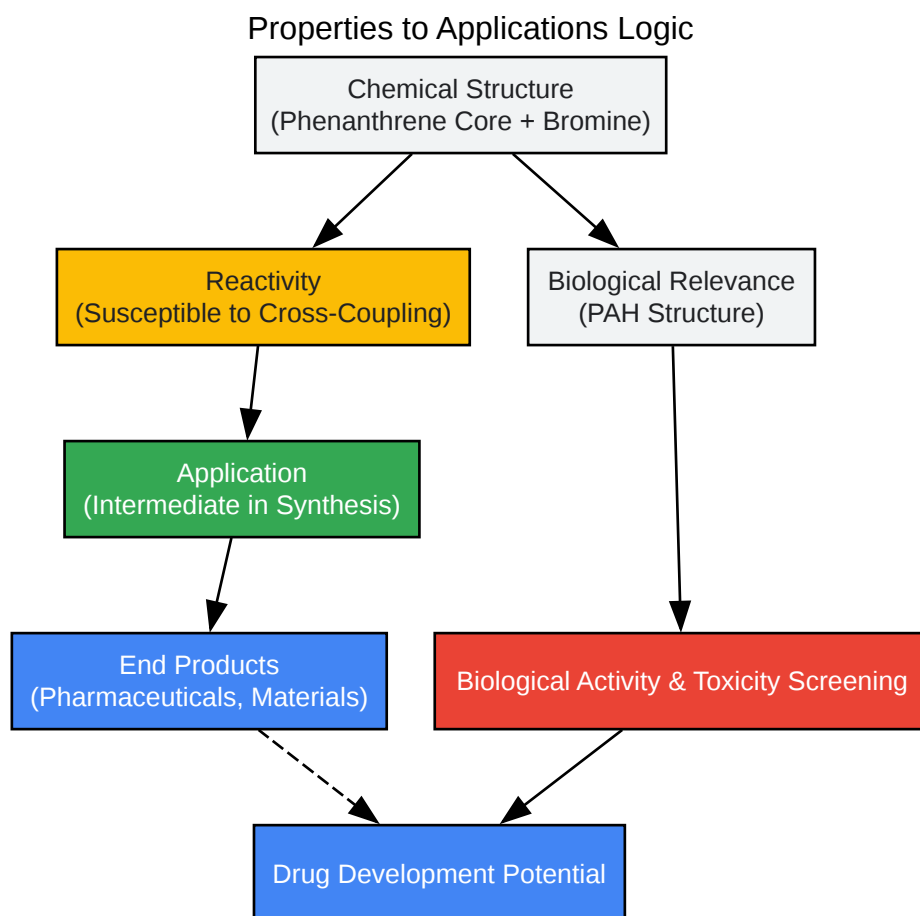 Properties to Applications Logic
Chemical Structure
(Phenanthrene Core + Bromine)
Reactivity
(Susceptible to Cross-Coupling)
Biological Relevance
(PAH Structure)
Application
(Intermediate in Synthesis)
End Products
(Pharmaceuticals, Materials)
Biological Activity & Toxicity Screening
Drug Development Potential